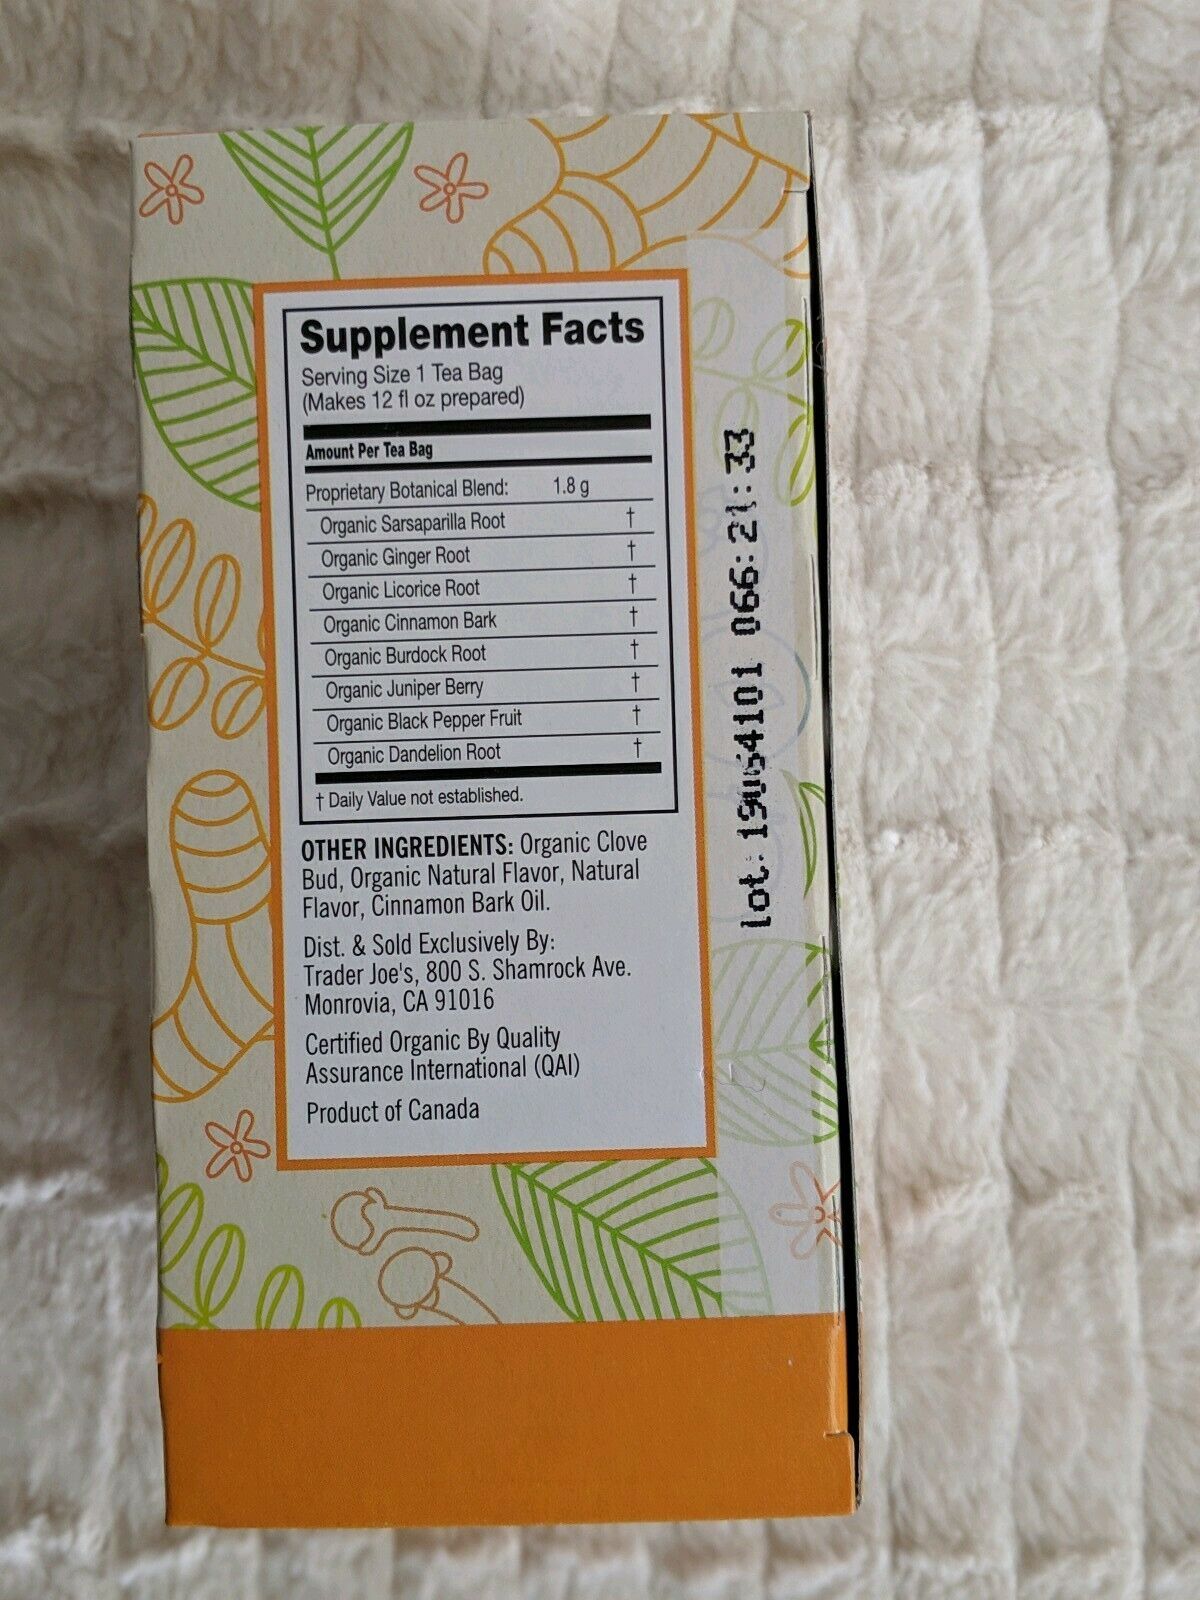 Supplement Facts
Serving Size 1 Tea Bag
(Makes 12 fl oz prepared)
Amount Per Tea Bag
Proprietary Botanical Blend: 1.8 g
Organic Sarsaparilla Root †
Organic Ginger Root †
Organic Licorice Root †
Organic Cinnamon Bark †
Organic Burdock Root †
Organic Juniper Berry †
Organic Black Pepper Fruit †
Organic Dandelion Root †
† Daily Value not established.
OTHER INGREDIENTS: Organic Clove
Bud, Organic Natural Flavor, Natural
Flavor, Cinnamon Bark Oil.
Dist. & Sold Exclusively By:
Trader Joe's, 800 S. Shamrock Ave.
Monrovia, CA 91016
Certified Organic By Quality
Assurance International (QAI)
Product of Canada
Lot: 19064101 066: 21: 33